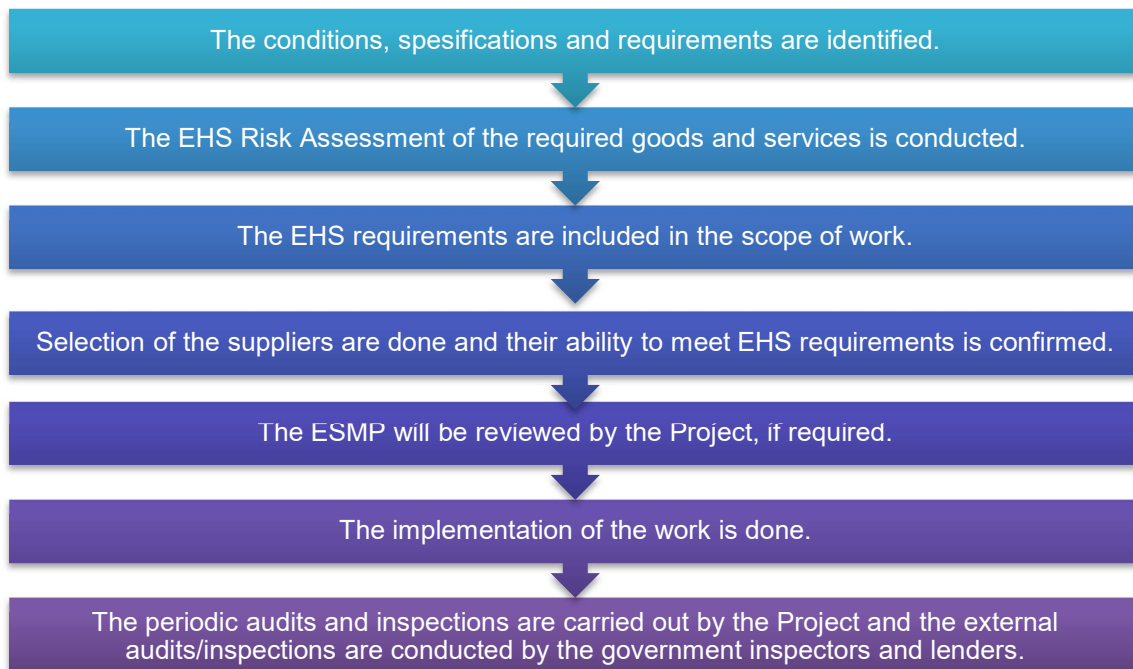 The conditions, spesifications and requirements are identified.
The EHS Risk Assessment of the required goods and services is conducted.
The EHS requirements are included in the scope of work.
Selection of the suppliers are done and their ability to meet EHS requirements is confirmed.
The ESMP will be reviewed by the Project, if required.
The implementation of the work is done.
The periodic audits and inspections are carried out by the Project and the external
audits/inspections are conducted by the government inspectors and lenders.